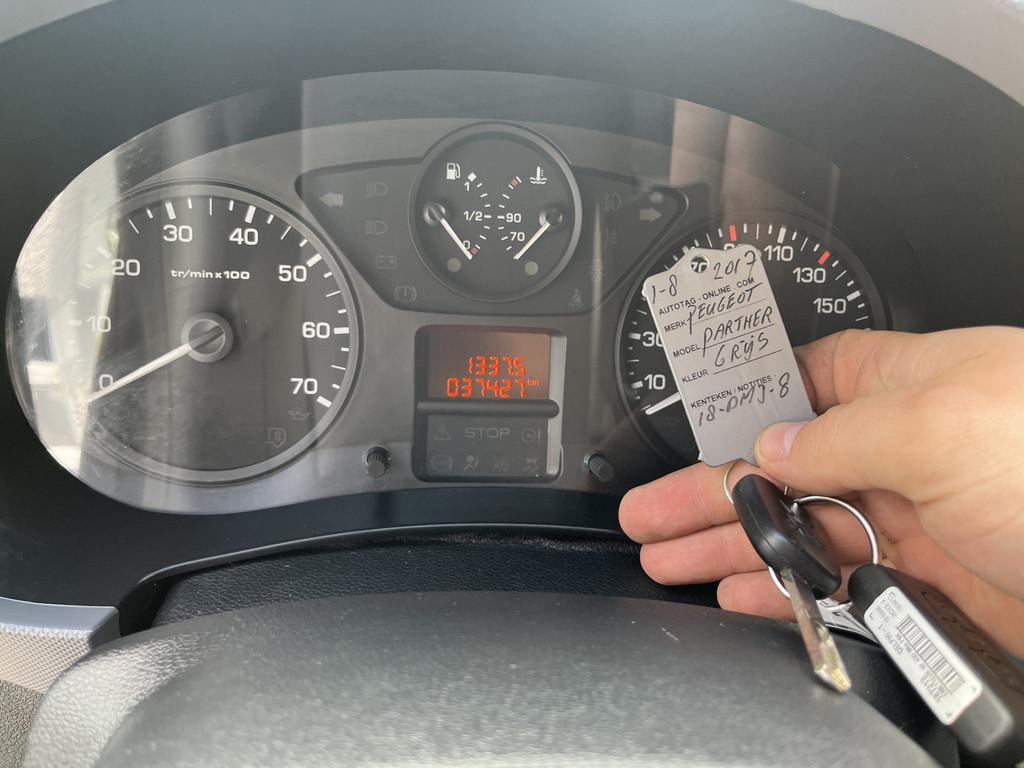 0
10
20
30
40
50
60
70
tr/min x 100
1
1/2
0
90
70
13375
037427 km
STOP
10
30
110
130
150
1-8 2017
AUTOTAG-ONLINE.COM
MERK PEUGEOT
MODEL PARTHER
KLEUR GRIJS
KENTEKEN / NOTITIES:
18-DMJ-8
DELPHI-T